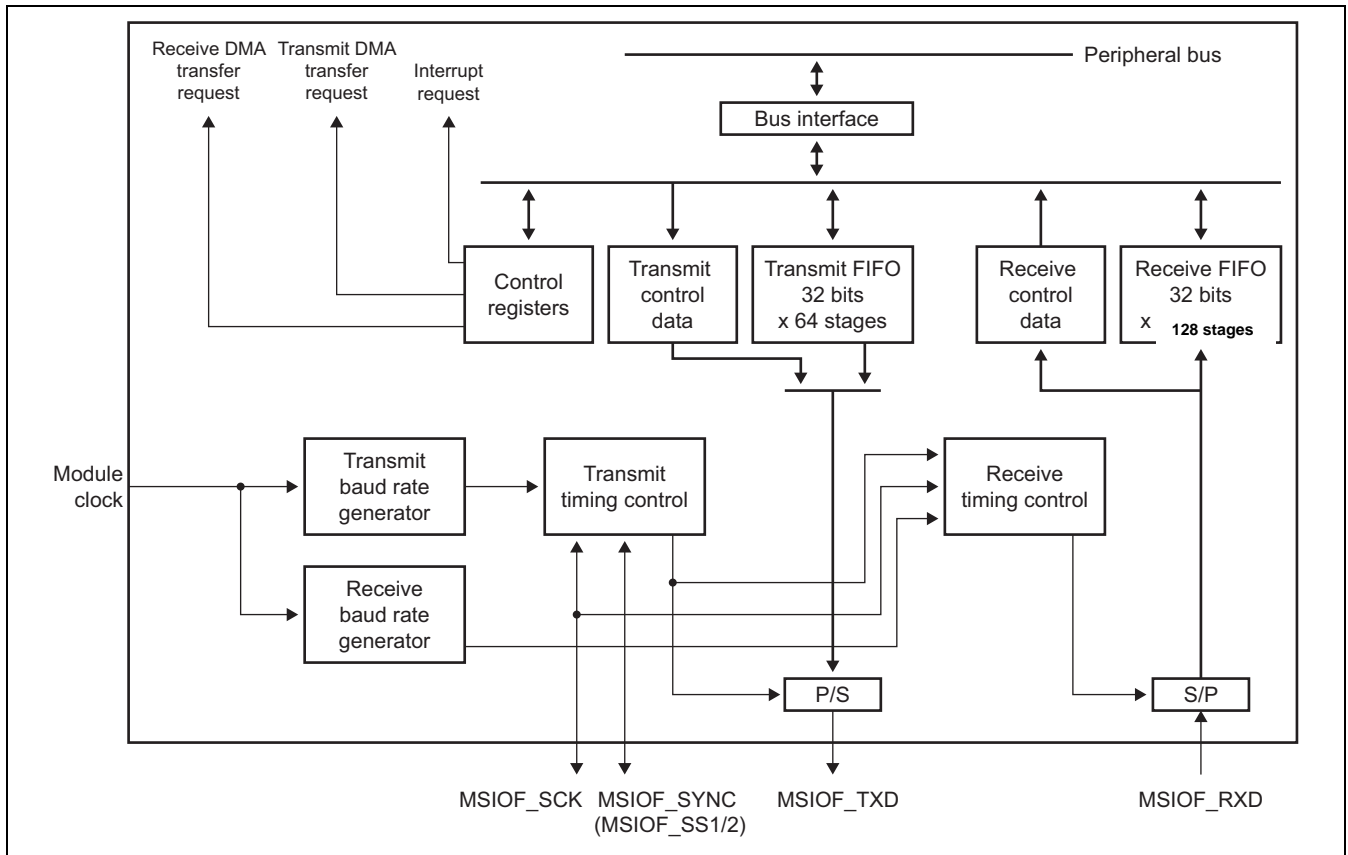 Receive DMA
transfer
request
Transmit DMA
transfer
request
Interrupt
request
Peripheral bus
Bus interface
Control
registers
Transmit
control
data
Transmit FIFO
32 bits
x 64 stages
Receive
control
data
Receive FIFO
32 bits
x 128 stages
Module
clock
Transmit
baud rate
generator
Transmit
timing control
Receive
timing control
Receive
baud rate
generator
P/S
S/P
MSIOF_SCK
MSIOF_SYNC
(MSIOF_SS1/2)
MSIOF_TXD
MSIOF_RXD